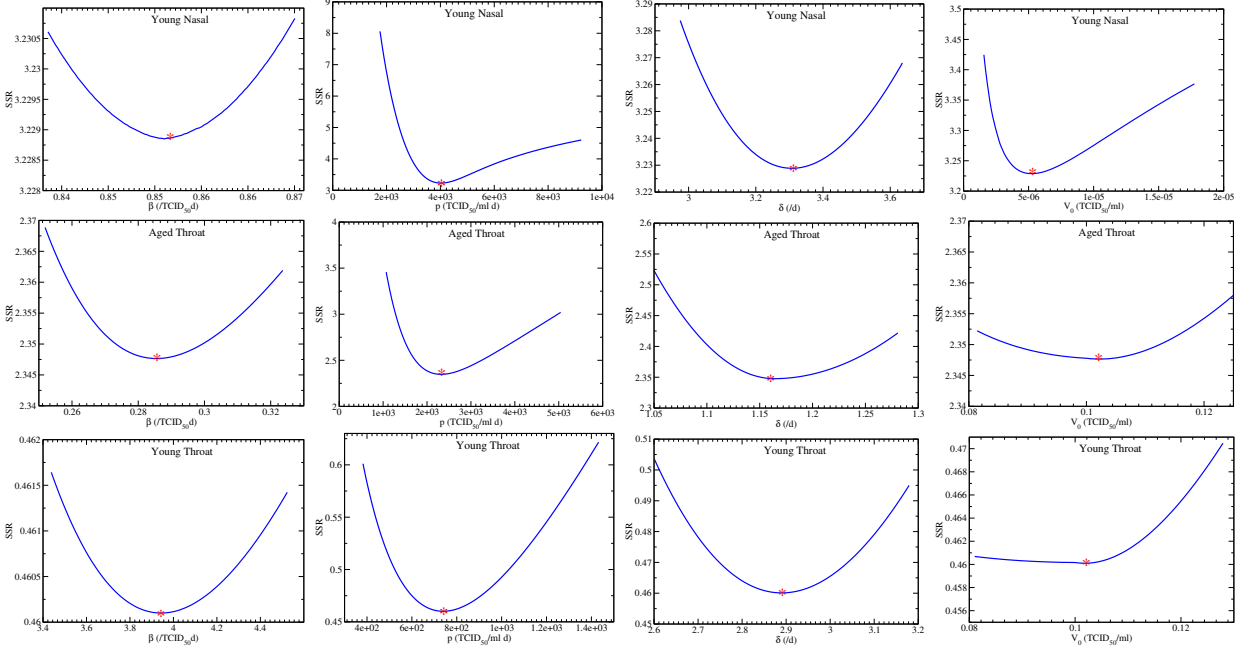 Young Nasal
SSR
3.2305
3.23
3.2295
3.229
3.2285
3.228
0.84 0.85 0.85 0.86 0.86 0.87
β (/TCID50d)
Young Nasal
SSR
9
8
7
6
5
4
3
0 2e+03 4e+03 6e+03 8e+03 1e+04
p (TCID50/ml d)
Young Nasal
SSR
3.29
3.28
3.27
3.26
3.25
3.24
3.23
3.22
3 3.2 3.4 3.6
δ (/d)
Young Nasal
SSR
3.5
3.45
3.4
3.35
3.3
3.25
3.2
0 5e-06 1e-05 1.5e-05 2e-05
V0 (TCID50/ml)
Aged Throat
SSR
2.37
2.365
2.36
2.355
2.35
2.345
2.34
0.26 0.28 0.3 0.32
β (/TCID50d)
Aged Throat
SSR
4
3.5
3
2.5
2
0 1e+03 2e+03 3e+03 4e+03 5e+03 6e+03
p (TCID50/ml d)
Aged Throat
SSR
2.6
2.55
2.5
2.45
2.4
2.35
2.3
1.05 1.1 1.15 1.2 1.25 1.3
δ (/d)
Aged Throat
SSR
2.37
2.365
2.36
2.355
2.35
2.345
2.34
0.08 0.1 0.12
V0 (TCID50/ml)
Young Throat
SSR
0.462
0.4615
0.461
0.4605
0.46
3.4 3.6 3.8 4 4.2 4.4
β (/TCID50d)
Young Throat
SSR
0.6
0.55
0.5
0.45
4e+02 6e+02 8e+02 1e+03 1.2e+03 1.4e+03
p (TCID50/ml d)
Young Throat
SSR
0.51
0.5
0.49
0.48
0.47
0.46
0.45
2.6 2.7 2.8 2.9 3 3.1 3.2
δ (/d)
Young Throat
SSR
0.47
0.468
0.466
0.464
0.462
0.460
0.458
0.456
0.08 0.1 0.12
V0 (TCID50/ml)